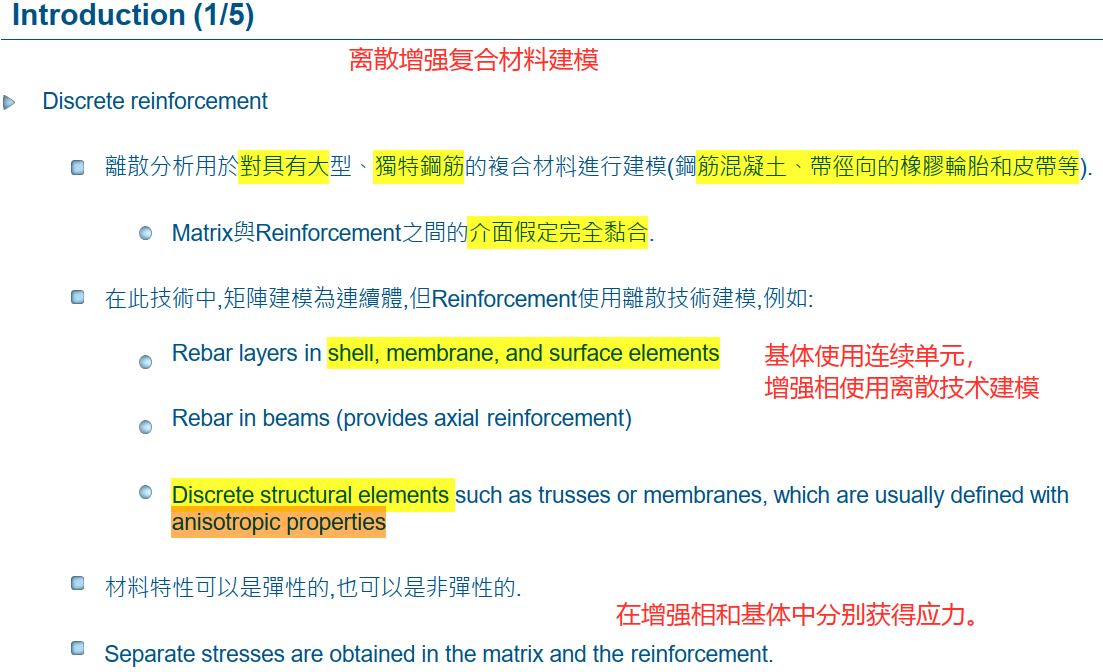 Introduction (1/5)
离散增强复合材料建模
Discrete reinforcement
離散分析用於對具有大型、獨特鋼筋的複合材料進行建模(鋼筋混凝土、帶徑向的橡膠輪胎和皮帶等).
Matrix與Reinforcement之間的介面假定完全黏合.
在此技術中,矩陣建模為連續體,但Reinforcement使用離散技術建模,例如:
Rebar layers in shell, membrane, and surface elements
基体使用连续单元,
增强相使用离散技术建模
Rebar in beams (provides axial reinforcement)
Discrete structural elements such as trusses or membranes, which are usually defined with
anisotropic properties
材料特性可以是彈性的,也可以是非彈性的.
在增强相和基体中分别获得应力。
Separate stresses are obtained in the matrix and the reinforcement.